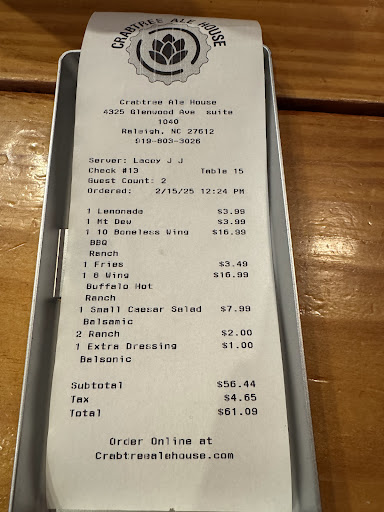 CRABTREE ALE HOUSE
Crabtree Ale House
4325 Glenwood Ave suite
1040
Raleigh, NC 27612
919-803-3026
Server: Lacey J J
Check #13 Table 15
Guest Count: 2
Ordered: 2/15/25 12:24 PM
1 Lemonade $3.99
1 Mt Dew $3.99
1 10 Boneless Wing $16.99
BBQ
Ranch
1 Fries $3.49
1 8 Wing $16.99
Buffalo Hot
Ranch
1 Small Caesar Salad $7.99
Balsamic
2 Ranch $2.00
1 Extra Dressing $1.00
Balsonic
Subtotal $56.44
Tax $4.65
Total $61.09
Order Online at
Crabtreealehouse.com